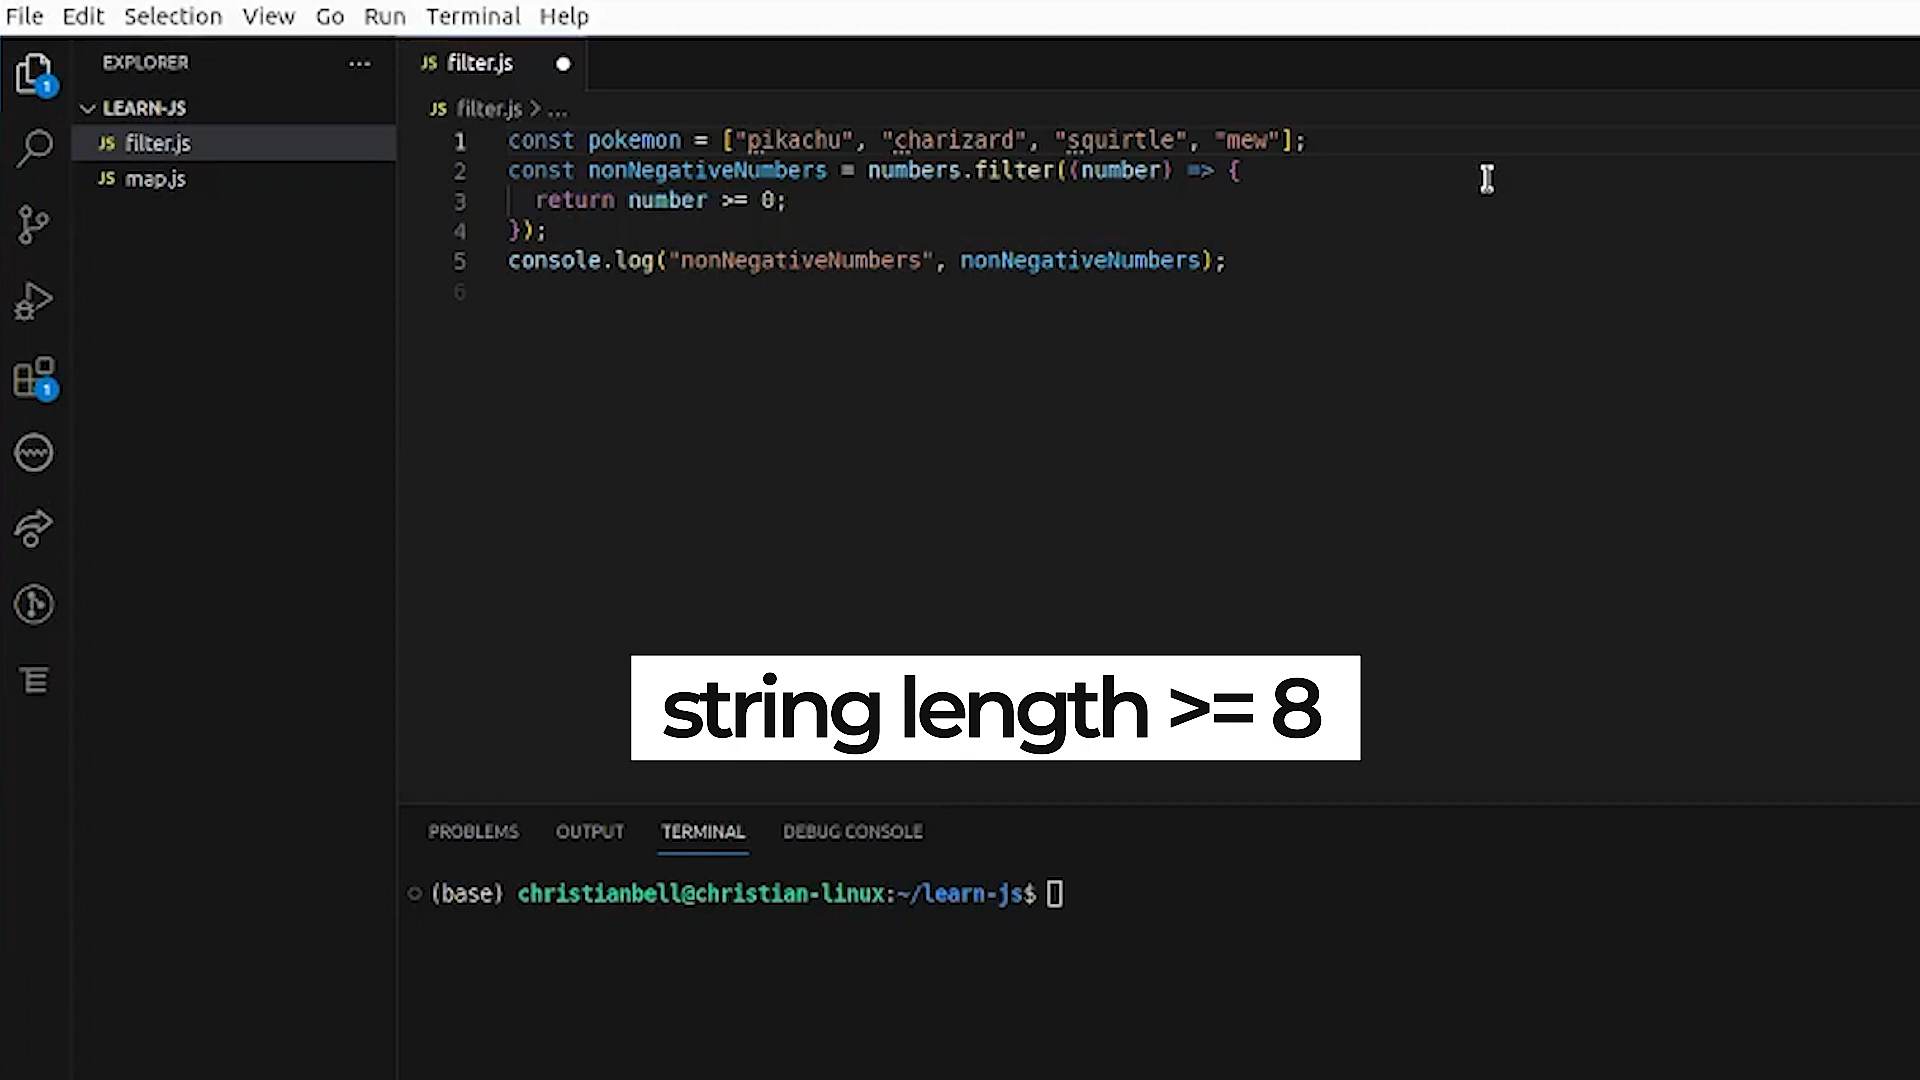 File Edit Selection View Go Run Terminal Help
EXPLORER ...
LEARN-JS
JS filter.js
JS map.js
JS filter.js
JS filter.js > ...
1 const pokemon = ["pikachu", "charizard", "squirtle", "mew"];
2 const nonNegativeNumbers = numbers.filter((number) => {
3 return number >= 0;
4 });
5 console.log("nonNegativeNumbers", nonNegativeNumbers);
6
string length >= 8
PROBLEMS OUTPUT TERMINAL DEBUG CONSOLE
(base) christianbell@christian-linux:~/learn-js$
1
1